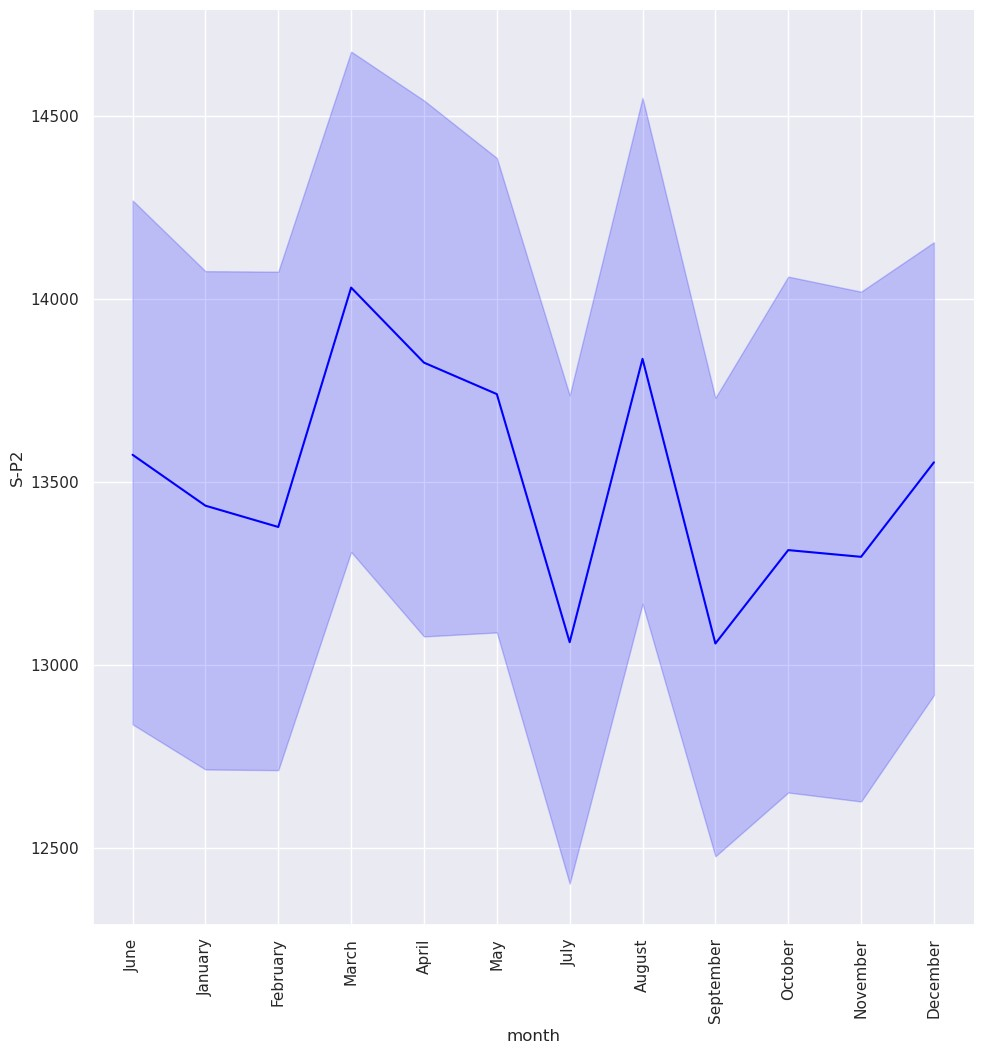 14500
14000
13500
13000
12500
S-P2
June
January
February
March
April
May
July
August
September
October
November
December
month